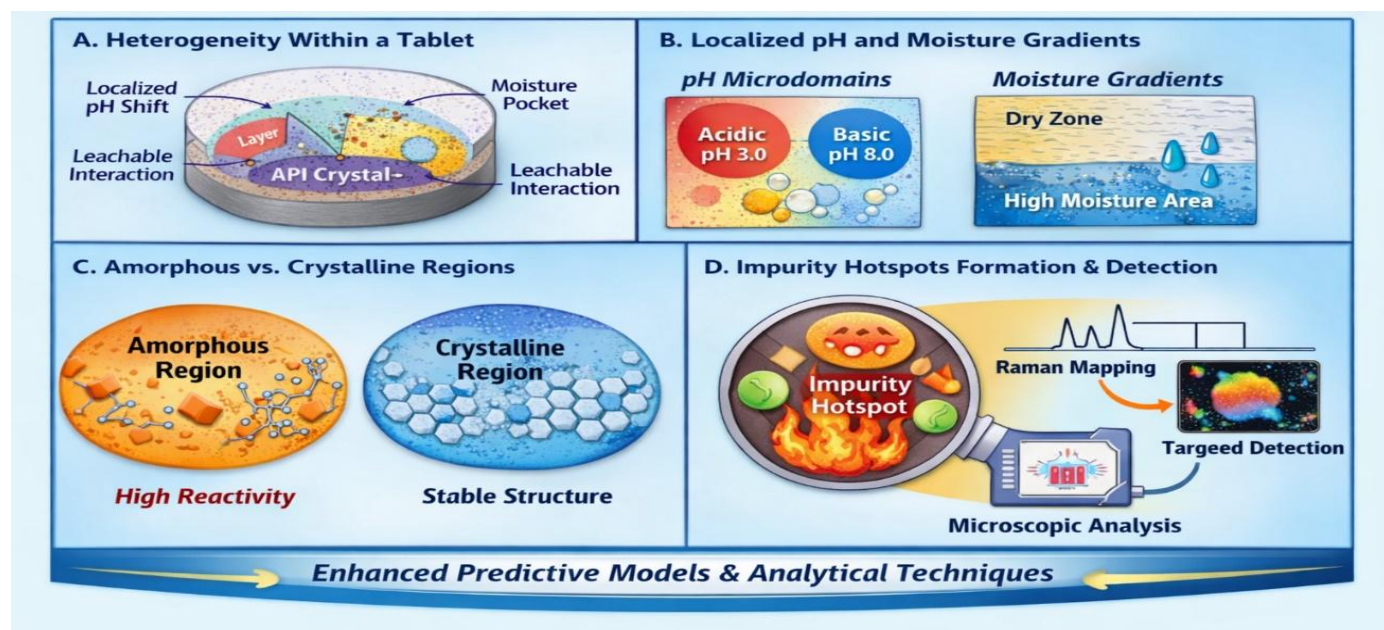 A. Heterogeneity Within a Tablet
Localized
pH Shift
Moisture
Pocket
Layer
Leachable
Interaction
API Crystal
Leachable
Interaction
B. Localized pH and Moisture Gradients
pH Microdomains
Acidic
pH 3.0
Basic
pH 8.0
Moisture Gradients
Dry Zone
High Moisture Area
C. Amorphous vs. Crystalline Regions
Amorphous
Region
High Reactivity
Crystalline
Region
Stable Structure
D. Impurity Hotspots Formation & Detection
Impurity
Hotspot
Raman Mapping
Targeed Detection
Microscopic Analysis
Enhanced Predictive Models & Analytical Techniques